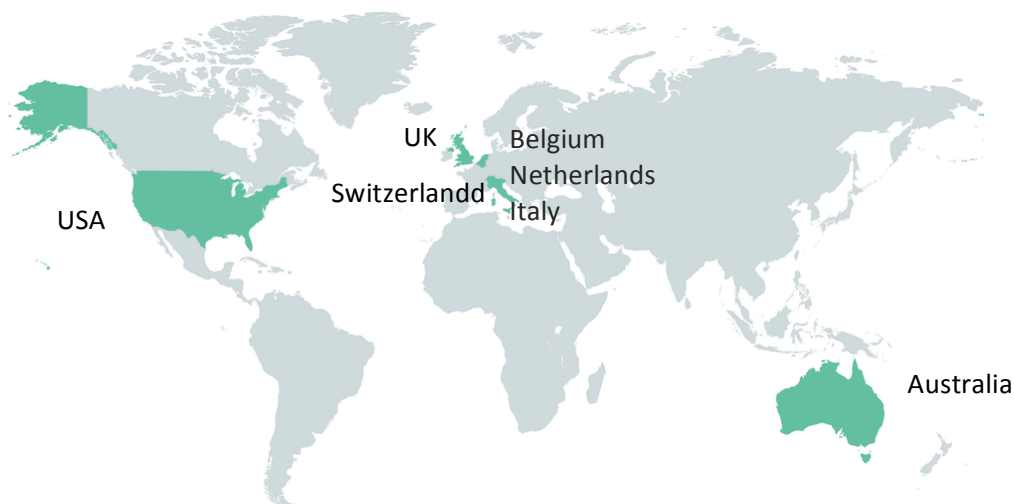 UK
Belgium
Netherlands
Switzerlandd
Italy
USA
Australia